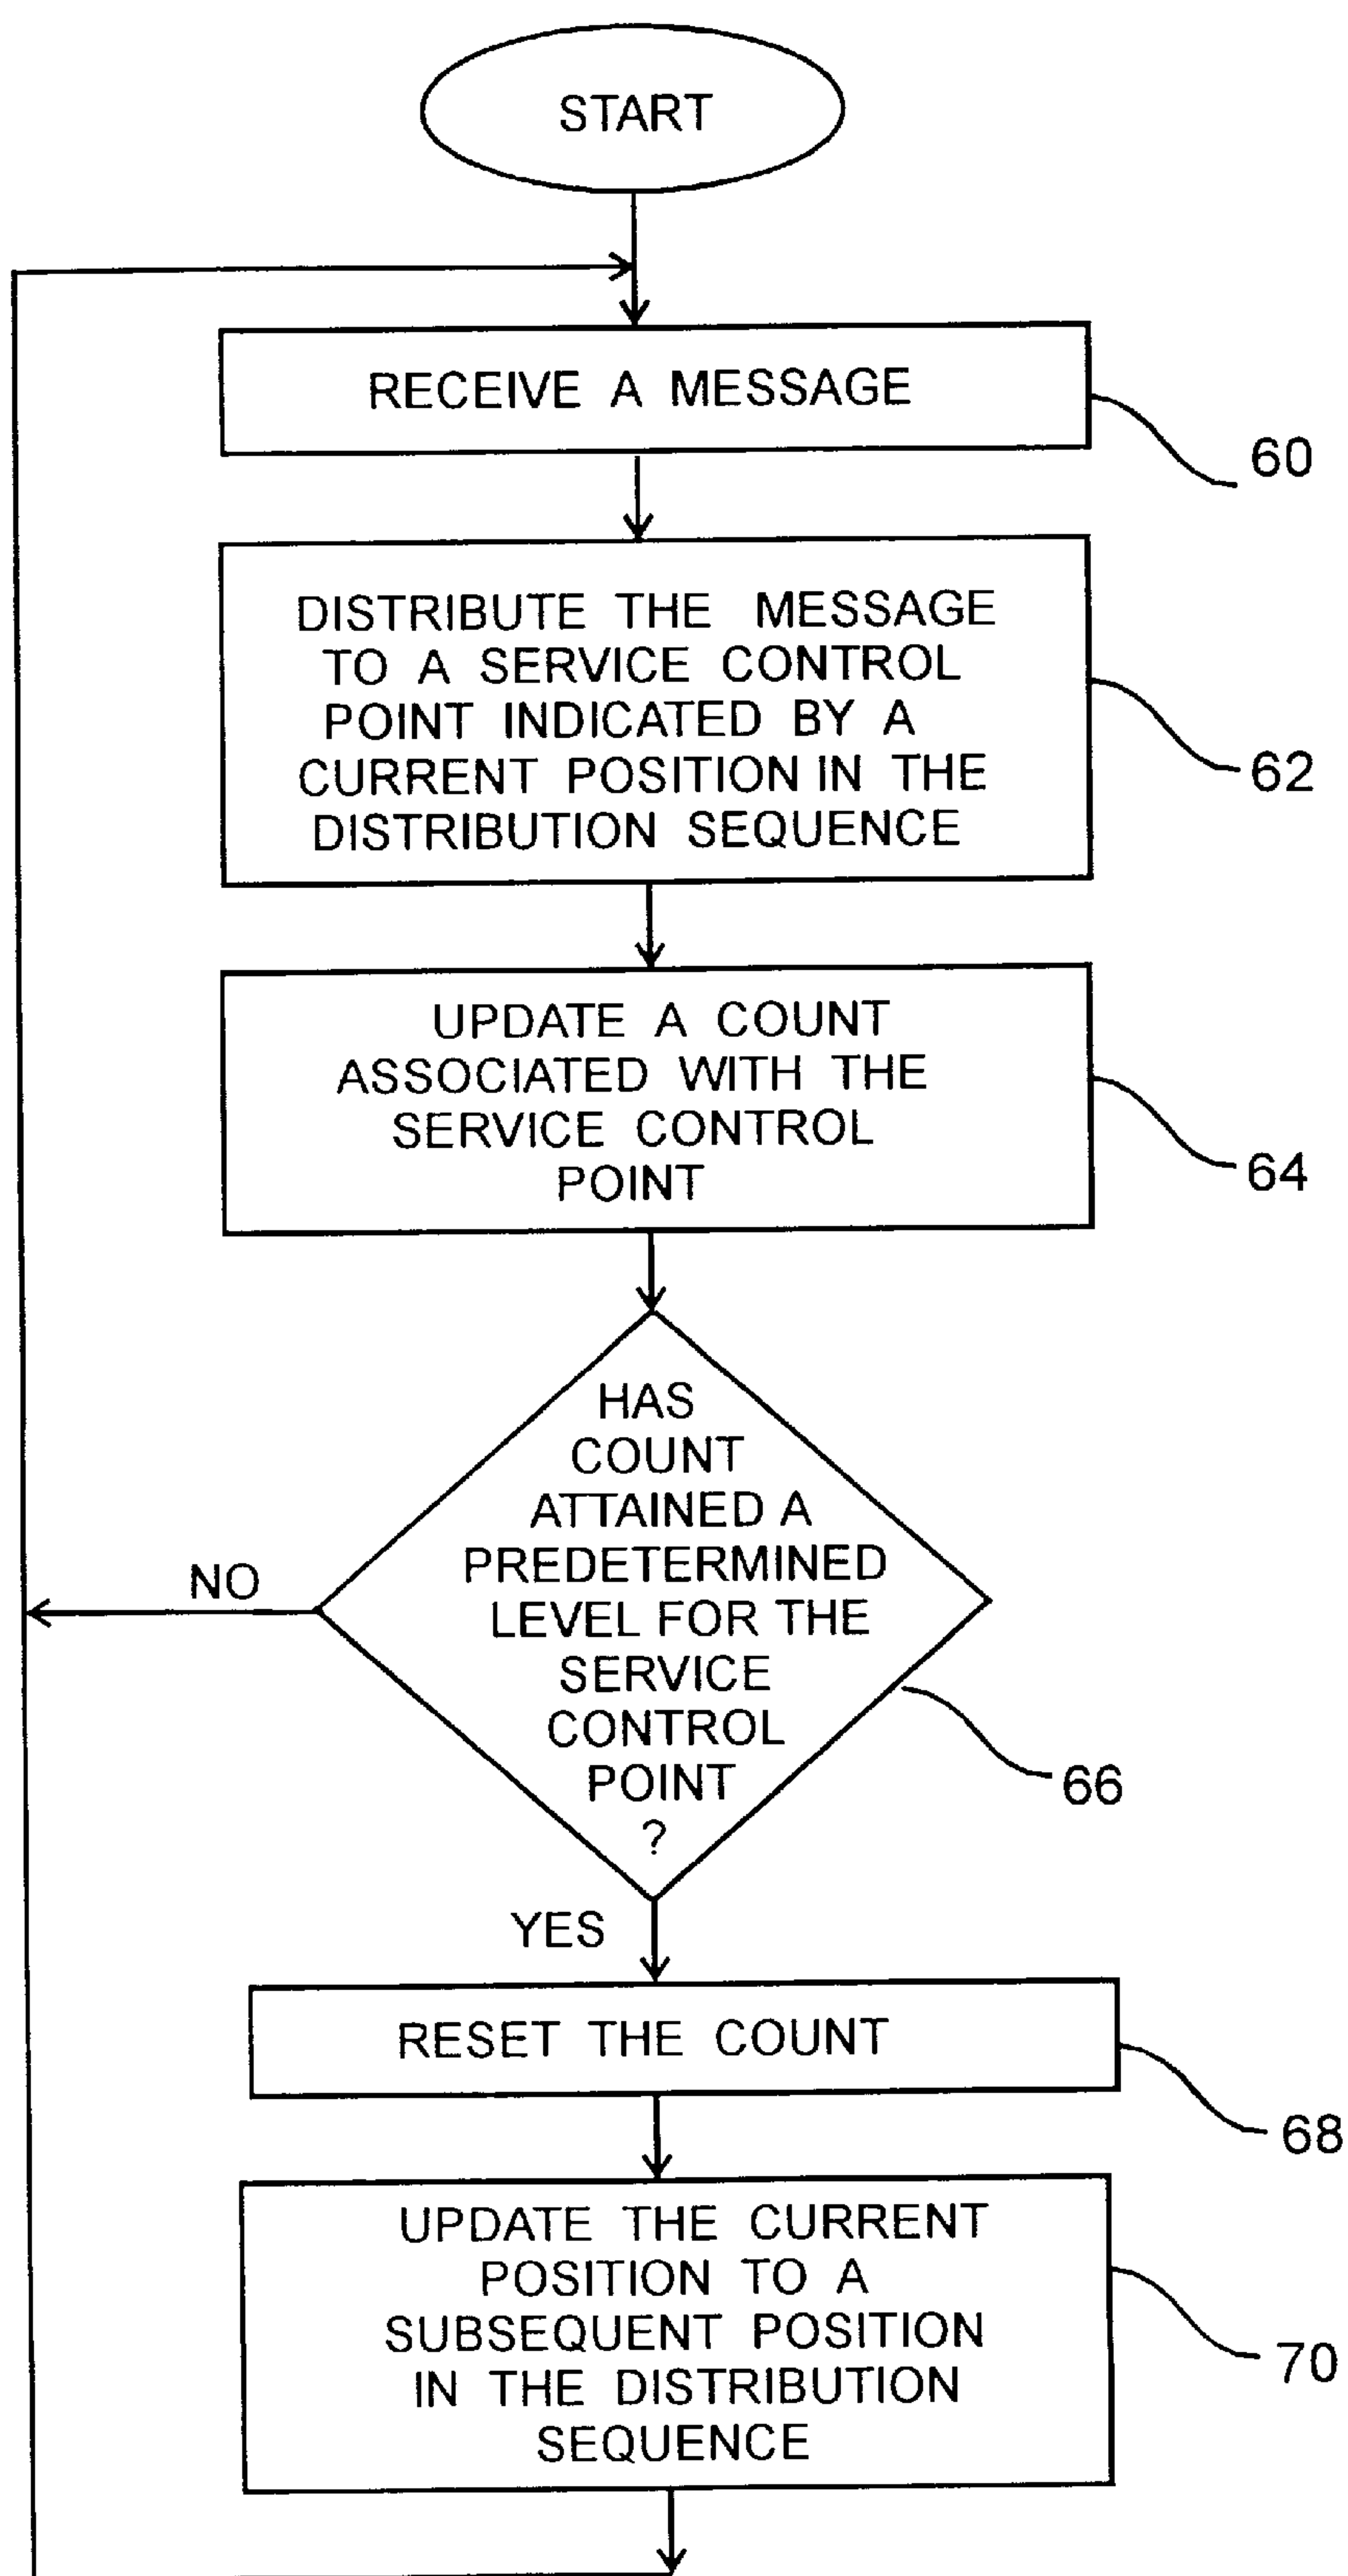 START
RECEIVE A MESSAGE
60
DISTRIBUTE THE MESSAGE
TO A SERVICE CONTROL
POINT INDICATED BY A
CURRENT POSITION IN THE
DISTRIBUTION SEQUENCE
62
UPDATE A COUNT
ASSOCIATED WITH THE
SERVICE CONTROL
POINT
64
HAS
COUNT
ATTAINED A
PREDETERMINED
LEVEL FOR THE
SERVICE
CONTROL
POINT
?
66
NO
YES
RESET THE COUNT
68
UPDATE THE CURRENT
POSITION TO A
SUBSEQUENT POSITION
IN THE DISTRIBUTION
SEQUENCE
70